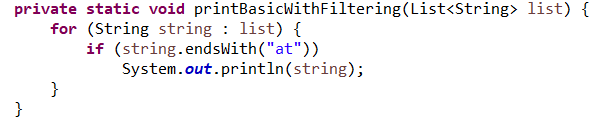 private static void printBasicWithFiltering(List<String> list) {
    for (String string : list) {
        if (string.endsWith("at"))
            System.out.println(string);
    }
}